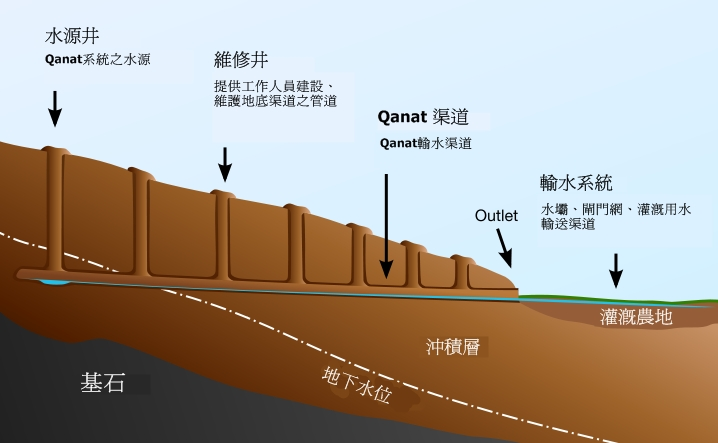 水源井
Qanat系統之水源
維修井
提供工作人員建設、
維護地底渠道之管道
Qanat 渠道
Qanat輸水渠道
輸水系統
水壩、閘門網、灌漑用水
輸送渠道
Outlet
灌漑農地
沖積層
地下水位
基石